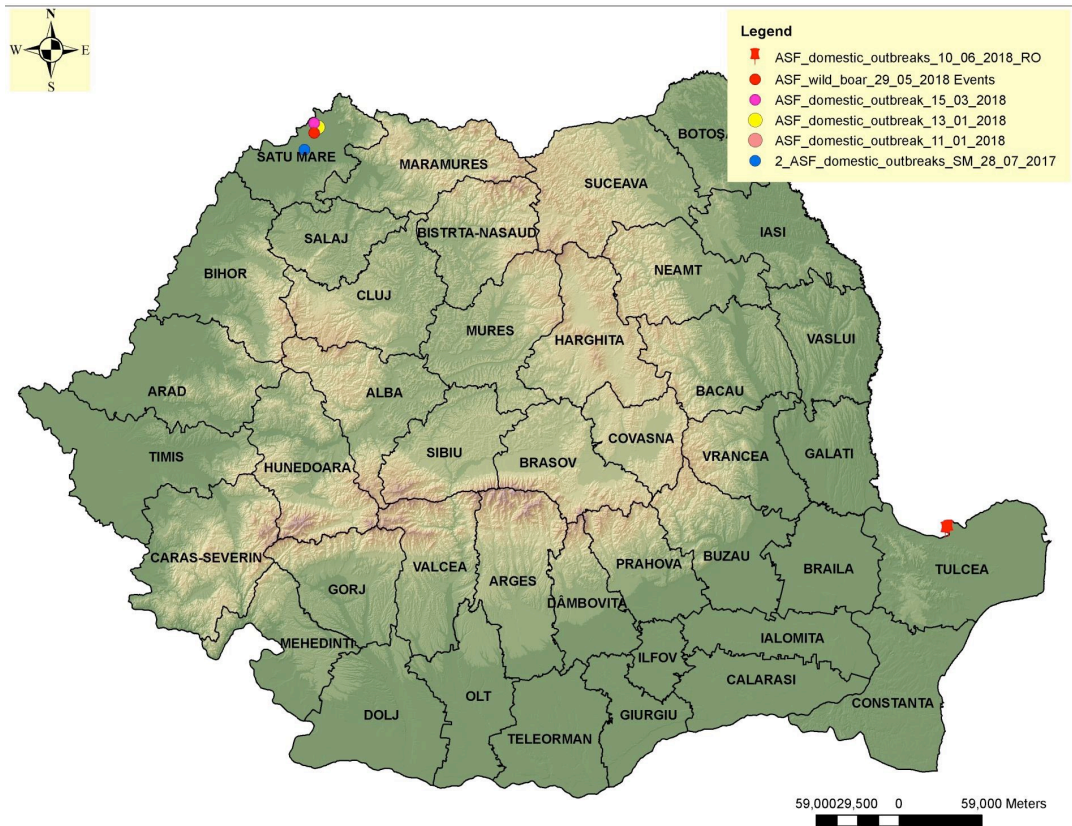 N
W E
S
Legend
ASF_domestic_outbreaks_10_06_2018_RO
ASF_wild_boar_29_05_2018 Events
ASF_domestic_outbreak_15_03_2018
ASF_domestic_outbreak_13_01_2018
ASF_domestic_outbreak_11_01_2018
2_ASF_domestic_outbreaks_SM_28_07_2017
BOTOȘA
SATU MARE
MARAMURES
SUCEAVA
IASI
SALAJ
BISTRTA-NASAUD
NEAMT
BIHOR
CLUJ
MURES
HARGHITA
VASLUI
ARAD
ALBA
BACAU
TIMIS
HUNEDOARA
SIBIU
BRASOV
COVASNA
VRANCEA
GALATI
CARAS-SEVERIN
GORJ
VALCEA
ARGES
PRAHOVA
BUZAU
BRAILA
TULCEA
DÂMBOVITA
MEHEDINTI
ILFOV
IALOMITA
CALARASI
CONSTANTA
DOLJ
OLT
TELEORMAN
GIURGIU
59,00029,500 0 59,000 Meters